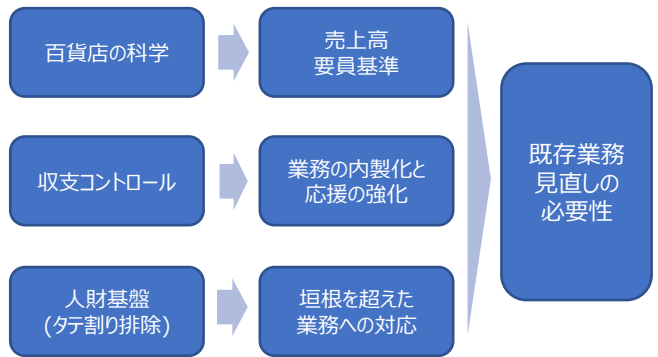 百貨店の科学
売上高
要員基準
収支コントロール
業務の内製化と
応援の強化
人財基盤
(タテ割り排除)
垣根を超えた
業務への対応
既存業務
見直しの
必要性